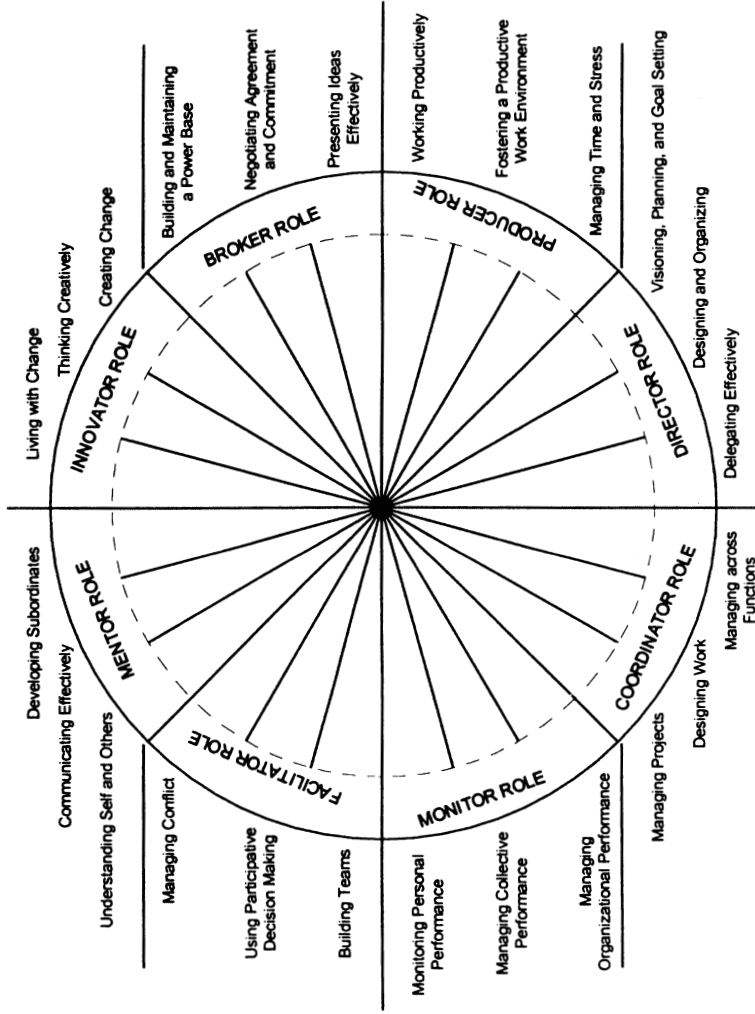 Developing Subordinates
Communicating Effectively
Understanding Self and Others
MENTOR ROLE
Living with Change
Thinking Creatively
Creating Change
INNOVATOR ROLE
Managing Conflict
Using Participative
Decision Making
Building Teams
FACILITATOR ROLE
Building and Maintaining
a Power Base
Negotiating Agreement
and Commitment
Presenting Ideas
Effectively
BROKER ROLE
Monitoring Personal
Performance
Managing Collective
Performance
Managing
Organizational Performance
MONITOR ROLE
Working Productively
Fostering a Productive
Work Environment
Managing Time and Stress
PRODUCER ROLE
COORDINATOR ROLE
Managing Projects
Designing Work
Managing across
Functions
DIRECTOR ROLE
Visioning, Planning, and Goal Setting
Designing and Organizing
Delegating Effectively